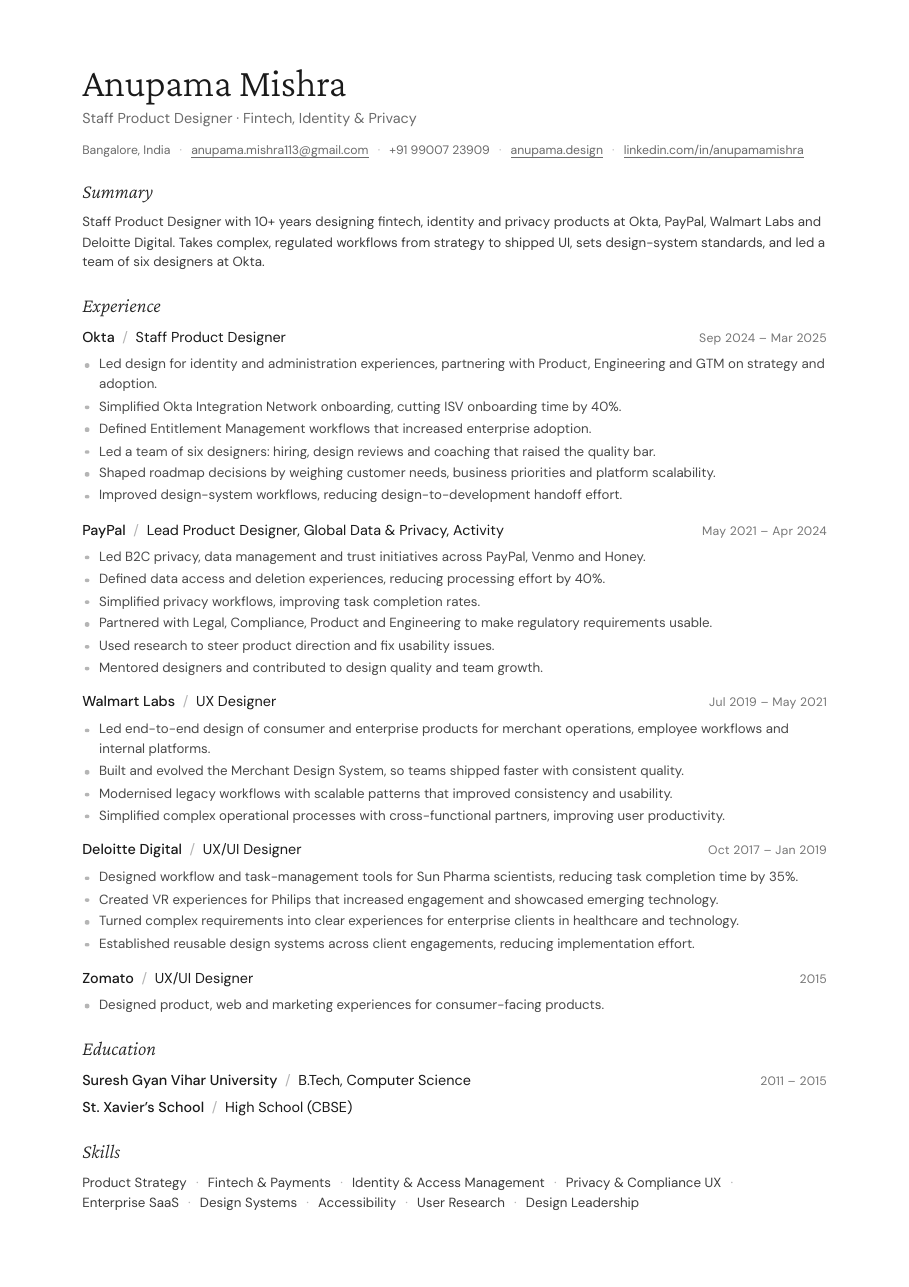 Anupama Mishra
Staff Product Designer · Fintech, Identity & Privacy
Bangalore, India · anupama.mishra113@gmail.com · +91 99007 23909 · anupama.design · linkedin.com/in/anupamamishra
Summary
Staff Product Designer with 10+ years designing fintech, identity and privacy products at Okta, PayPal, Walmart Labs and
Deloitte Digital. Takes complex, regulated workflows from strategy to shipped UI, sets design-system standards, and led a
team of six designers at Okta.
Experience
Okta / Staff Product Designer Sep 2024 – Mar 2025
• Led design for identity and administration experiences, partnering with Product, Engineering and GTM on strategy and
adoption.
• Simplified Okta Integration Network onboarding, cutting ISV onboarding time by 40%.
• Defined Entitlement Management workflows that increased enterprise adoption.
• Led a team of six designers: hiring, design reviews and coaching that raised the quality bar.
• Shaped roadmap decisions by weighing customer needs, business priorities and platform scalability.
• Improved design-system workflows, reducing design-to-development handoff effort.
PayPal / Lead Product Designer, Global Data & Privacy, Activity May 2021 – Apr 2024
• Led B2C privacy, data management and trust initiatives across PayPal, Venmo and Honey.
• Defined data access and deletion experiences, reducing processing effort by 40%.
• Simplified privacy workflows, improving task completion rates.
• Partnered with Legal, Compliance, Product and Engineering to make regulatory requirements usable.
• Used research to steer product direction and fix usability issues.
• Mentored designers and contributed to design quality and team growth.
Walmart Labs / UX Designer Jul 2019 – May 2021
• Led end-to-end design of consumer and enterprise products for merchant operations, employee workflows and
internal platforms.
• Built and evolved the Merchant Design System, so teams shipped faster with consistent quality.
• Modernised legacy workflows with scalable patterns that improved consistency and usability.
• Simplified complex operational processes with cross-functional partners, improving user productivity.
Deloitte Digital / UX/UI Designer Oct 2017 – Jan 2019
• Designed workflow and task-management tools for Sun Pharma scientists, reducing task completion time by 35%.
• Created VR experiences for Philips that increased engagement and showcased emerging technology.
• Turned complex requirements into clear experiences for enterprise clients in healthcare and technology.
• Established reusable design systems across client engagements, reducing implementation effort.
Zomato / UX/UI Designer 2015
• Designed product, web and marketing experiences for consumer-facing products.
Education
Suresh Gyan Vihar University / B.Tech, Computer Science 2011 – 2015
St. Xavier’s School / High School (CBSE)
Skills
Product Strategy · Fintech & Payments · Identity & Access Management · Privacy & Compliance UX ·
Enterprise SaaS · Design Systems · Accessibility · User Research · Design Leadership